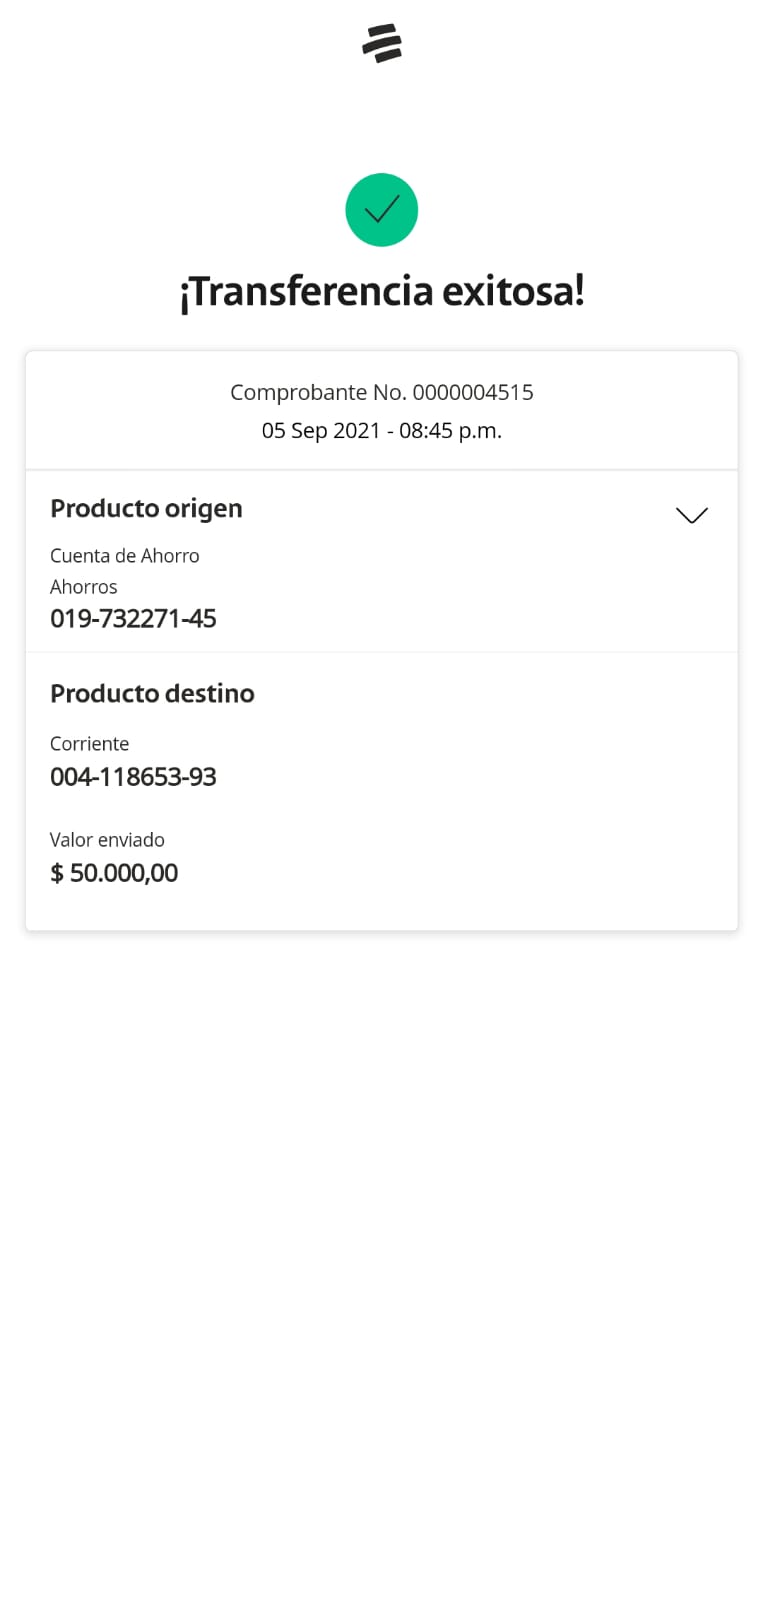 ¡Transferencia exitosa!
Comprobante No. 0000004515
05 Sep 2021 - 08:45 p.m.
Producto origen
Cuenta de Ahorro
Ahorros
019-732271-45
Producto destino
Corriente
004-118653-93
Valor enviado
$ 50.000,00